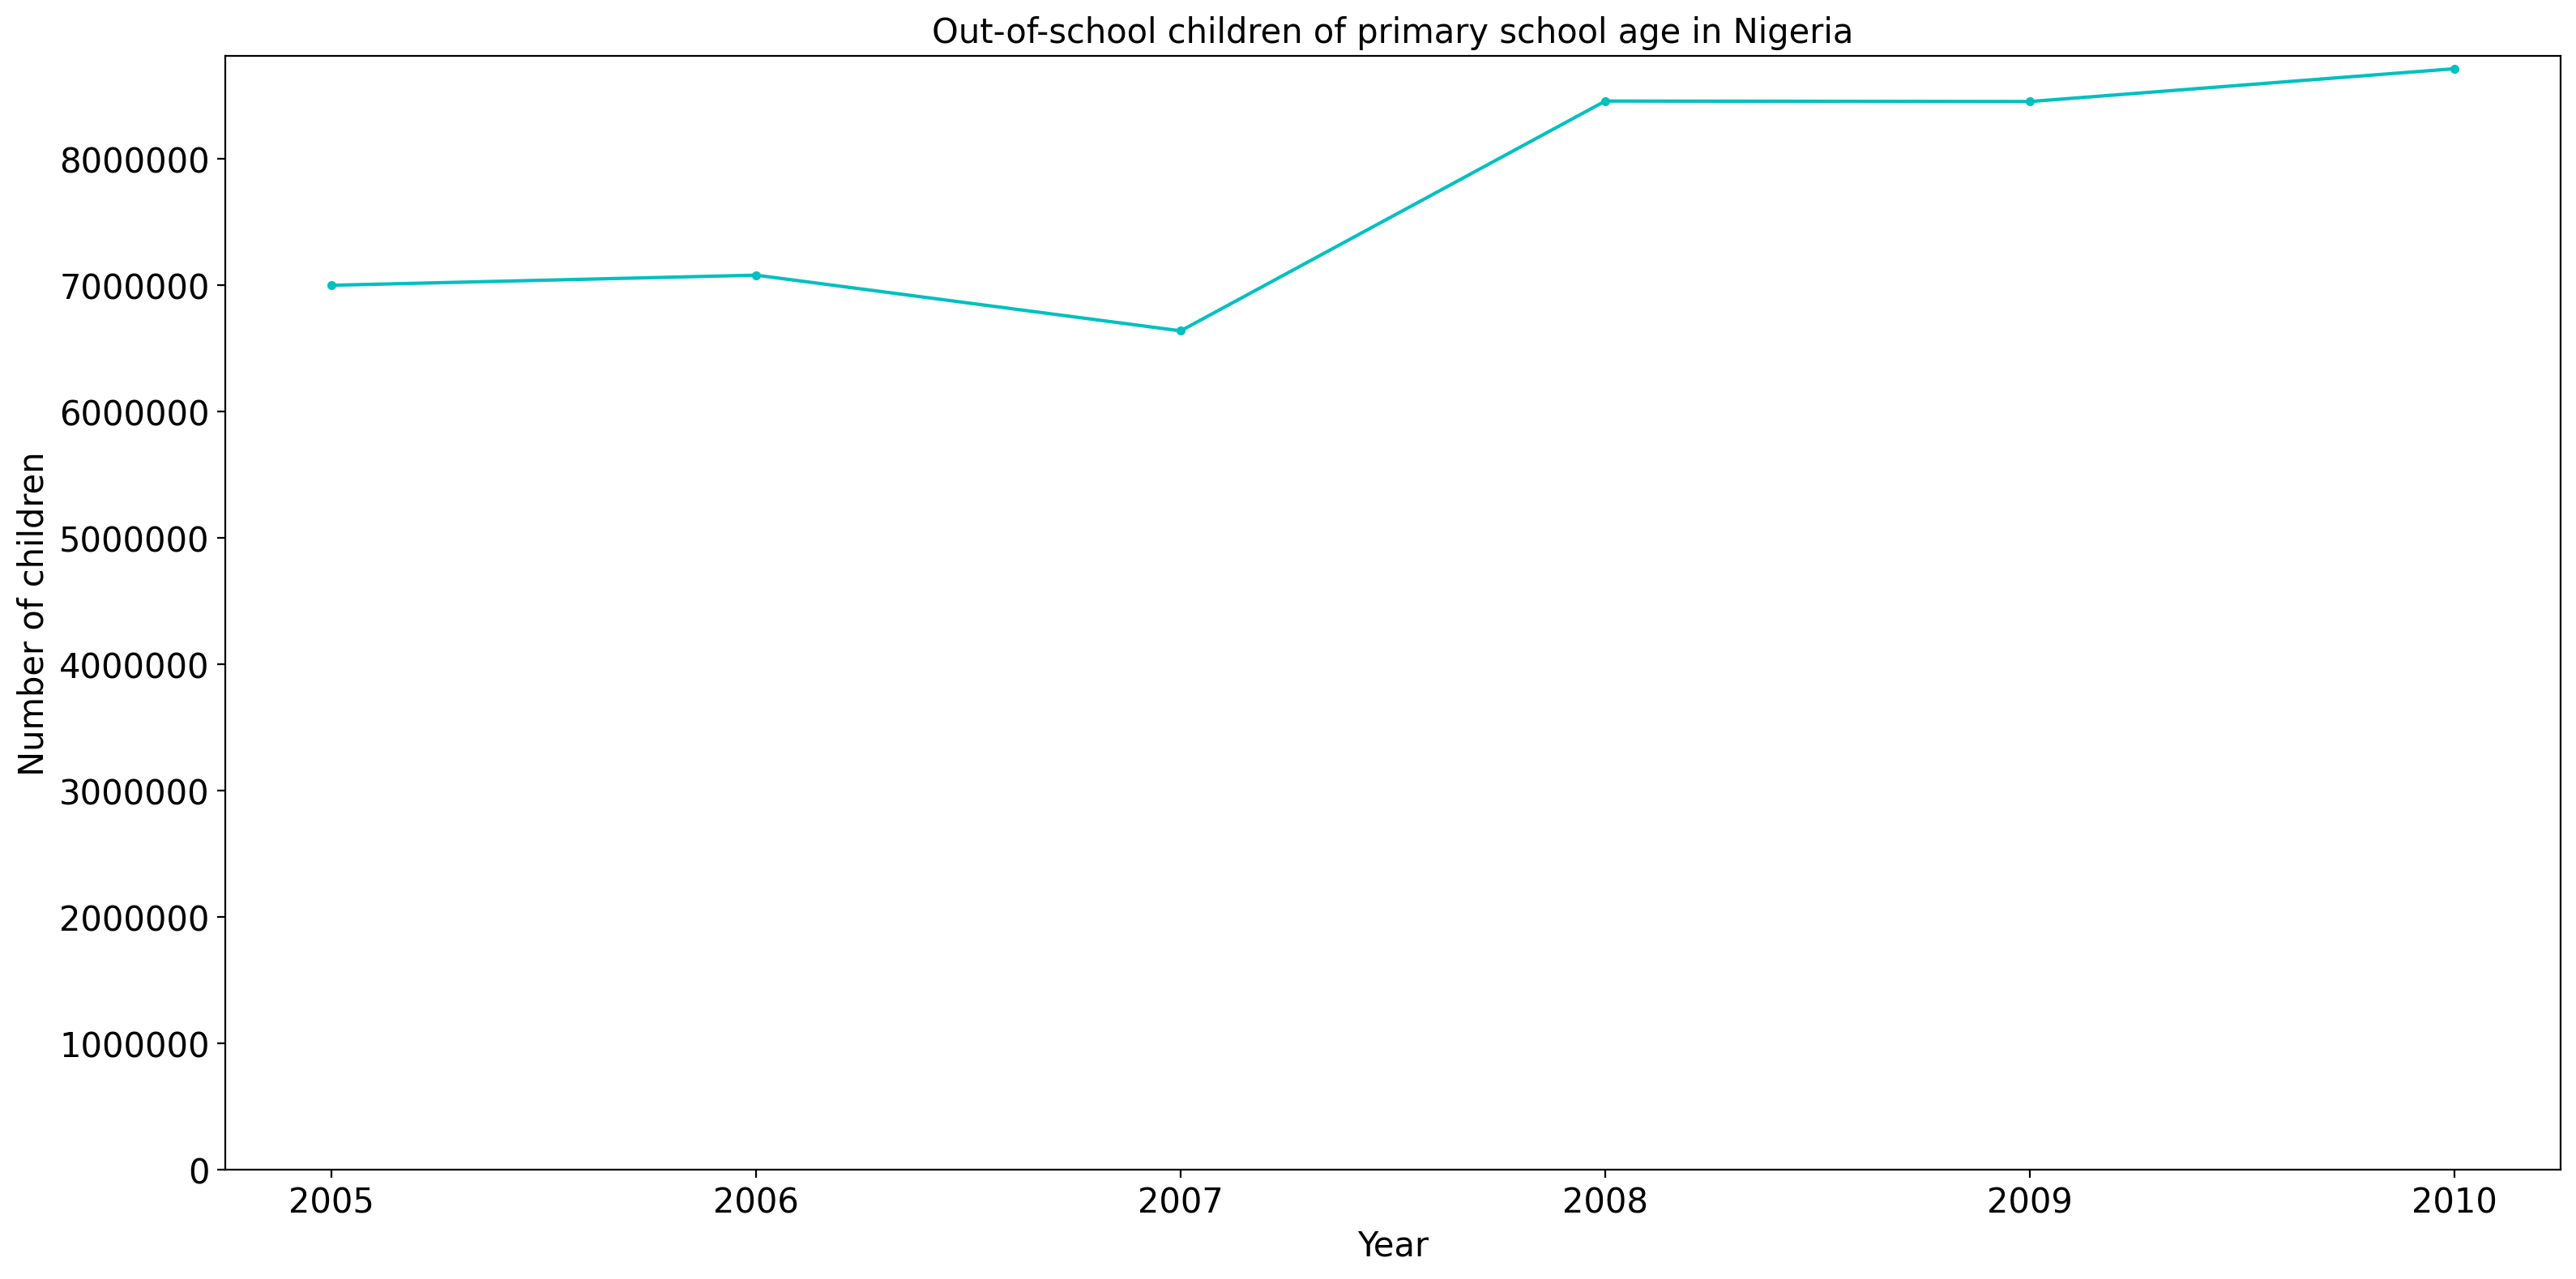 Out-of-school children of primary school age in Nigeria
8000000
7000000
6000000
5000000
4000000
3000000
2000000
1000000
0
Number of children
2005 2006 2007 2008 2009 2010
Year